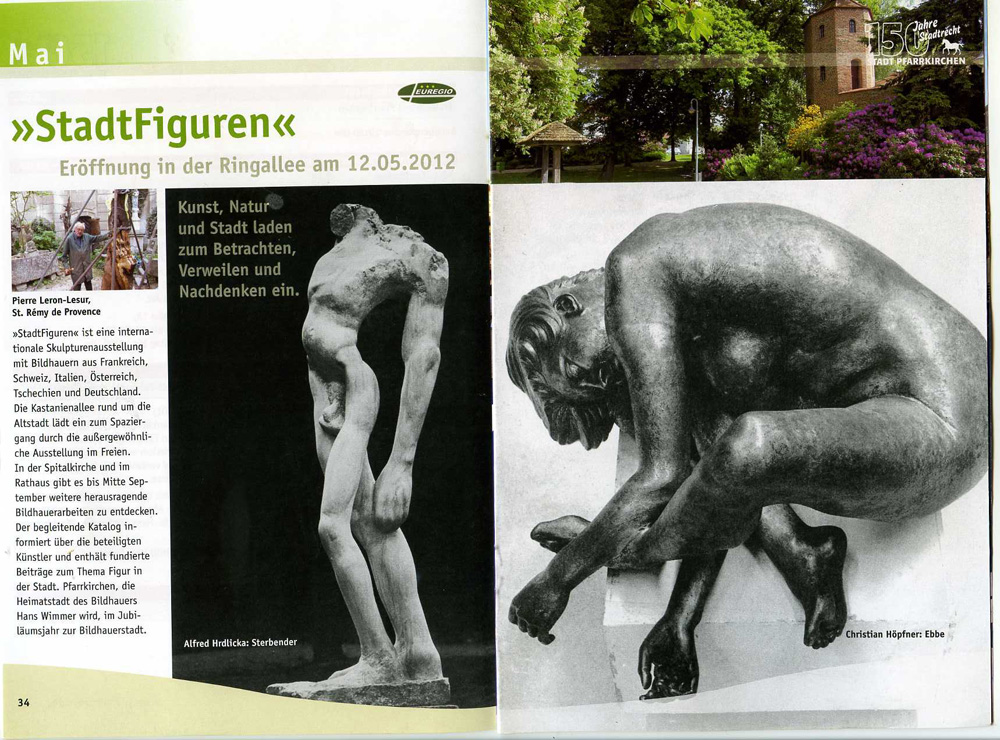 Mai
EUREGIO
»StadtFiguren«
Eröffnung in der Ringallee am 12.05.2012
Pierre Leron-Lesur,
St. Rémy de Provence
»StadtFiguren« ist eine interna-
tionale Skulpturenausstellung
mit Bildhauern aus Frankreich,
Schweiz, Italien, Österreich,
Tschechien und Deutschland.
Die Kastanienallee rund um die
Altstadt lädt ein zum Spazier-
gang durch die außergewöhnli-
che Ausstellung im Freien.
In der Spitalkirche und im
Rathaus gibt es bis Mitte Sep-
tember weitere herausragende
Bildhauerarbeiten zu entdecken.
Der begleitende Katalog in-
formiert über die beteiligten
Künstler und enthält fundierte
Beiträge zum Thema Figur in
der Stadt. Pfarrkirchen, die
Heimatstadt des Bildhauers
Hans Wimmer wird, im Jubi-
läumsjahr zur Bildhauerstadt.
34
Kunst, Natur
und Stadt laden
zum Betrachten,
Verweilen und
Nachdenken ein.
Alfred Hrdlicka: Sterbender
150 Jahre
Stadtrecht
STADT PFARRKIRCHEN
Christian Höpfner: Ebbe